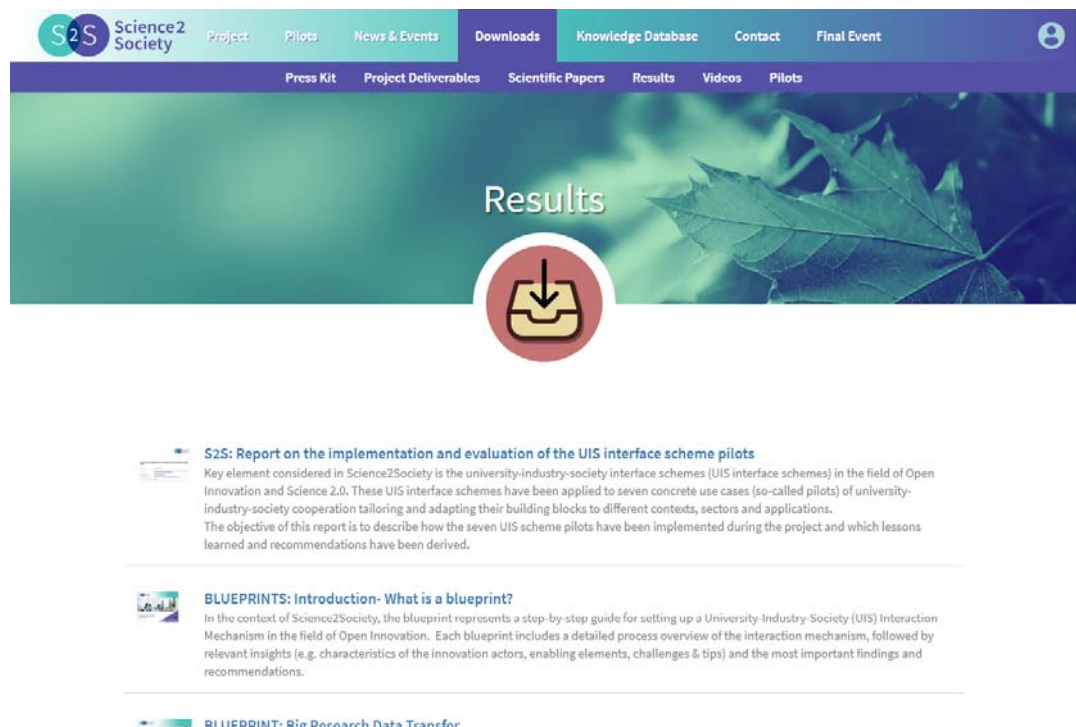 S2S Science2
Society
Project Pilots News & Events Downloads Knowledge Database Contact Final Event
Press Kit Project Deliverables Scientific Papers Results Videos Pilots
Results
S2S: Report on the implementation and evaluation of the UIS interface scheme pilots
Key element considered in Science2Society is the university-industry-society interface schemes (UIS interface schemes) in the field of Open
Innovation and Science 2.0. These UIS interface schemes have been applied to seven concrete use cases (so-called pilots) of university-
industry-society cooperation tailoring and adapting their building blocks to different contexts, sectors and applications.
The objective of this report is to describe how the seven UIS scheme pilots have been implemented during the project and which lessons
learned and recommendations have been derived.
BLUEPRINTS: Introduction- What is a blueprint?
In the context of Science2Society, the blueprint represents a step-by-step guide for setting up a University-Industry-Society (UIS) Interaction
Mechanism in the field of Open Innovation. Each blueprint includes a detailed process overview of the interaction mechanism, followed by
relevant insights (e.g. characteristics of the innovation actors, enabling elements, challenges & tips) and the most important findings and
recommendations.
BLUEPRINT: Big Research Data Transfer